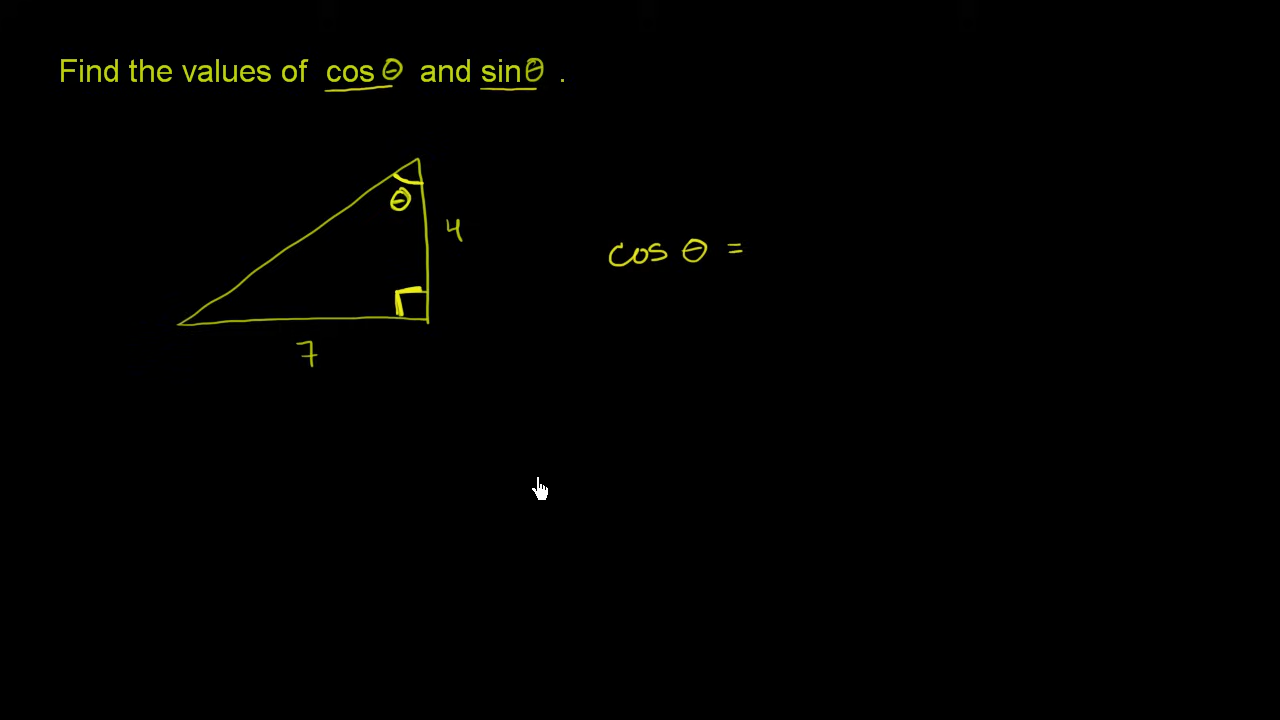 Find the values of cos θ and sin θ .
θ
4
cos θ =
7